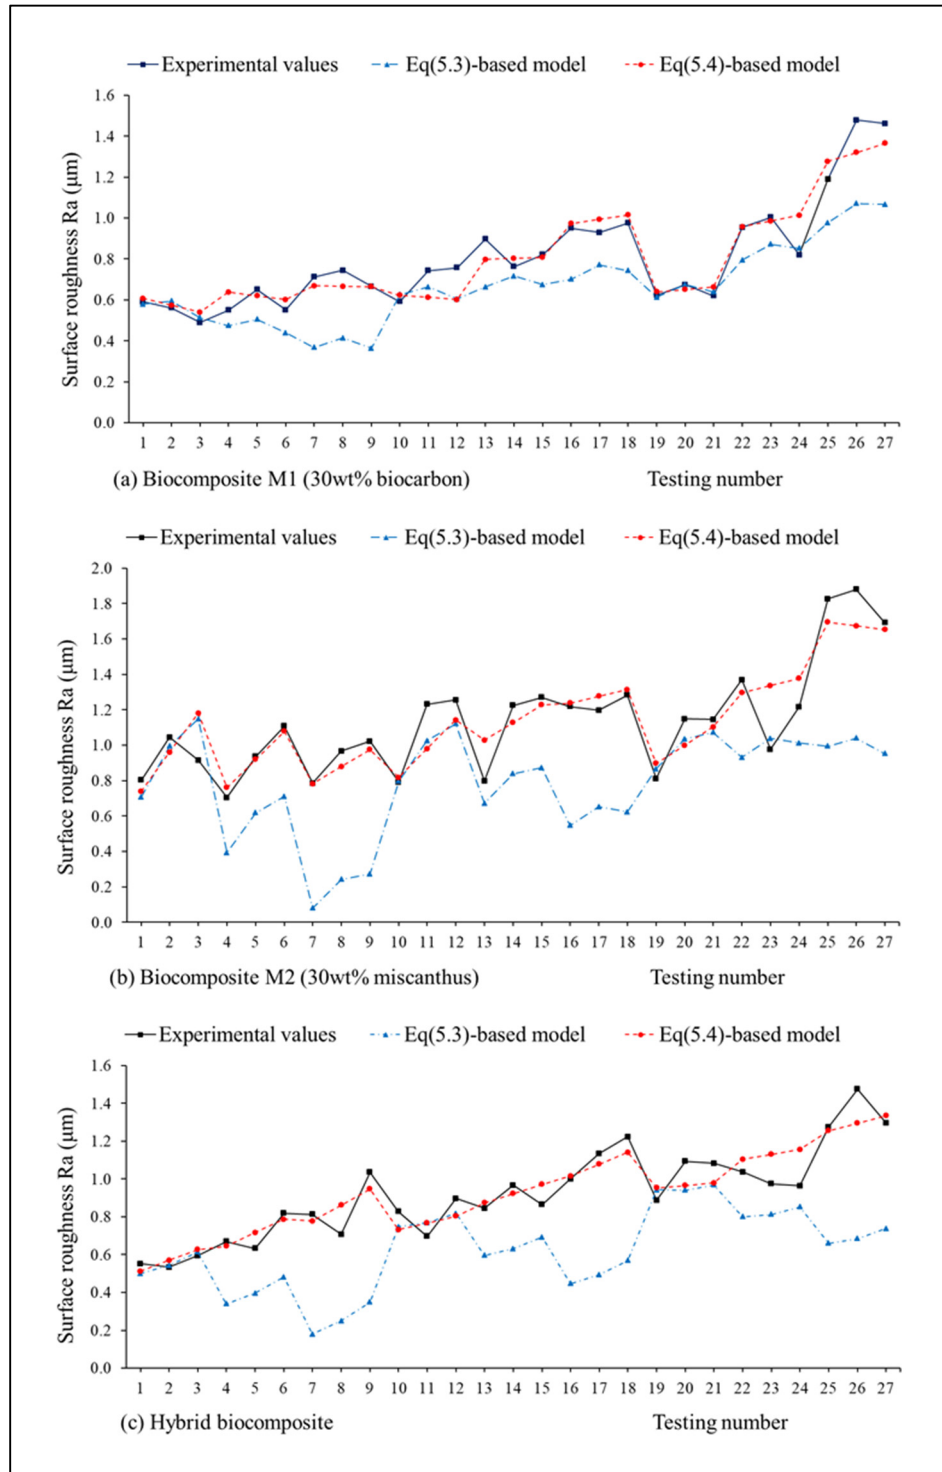 Experimental values Eq(5.3)-based model Eq(5.4)-based model
Surface roughness Ra (μm)
1.6
1.4
1.2
1.0
0.8
0.6
0.4
0.2
0.0
1 2 3 4 5 6 7 8 9 10 11 12 13 14 15 16 17 18 19 20 21 22 23 24 25 26 27
(a) Biocomposite M1 (30wt% biocarbon) Testing number
Experimental values Eq(5.3)-based model Eq(5.4)-based model
Surface roughness Ra (μm)
2.0
1.8
1.6
1.4
1.2
1.0
0.8
0.6
0.4
0.2
0.0
1 2 3 4 5 6 7 8 9 10 11 12 13 14 15 16 17 18 19 20 21 22 23 24 25 26 27
(b) Biocomposite M2 (30wt% miscanthus) Testing number
Experimental values Eq(5.3)-based model Eq(5.4)-based model
Surface roughness Ra (μm)
1.6
1.4
1.2
1.0
0.8
0.6
0.4
0.2
0.0
1 2 3 4 5 6 7 8 9 10 11 12 13 14 15 16 17 18 19 20 21 22 23 24 25 26 27
(c) Hybrid biocomposite Testing number